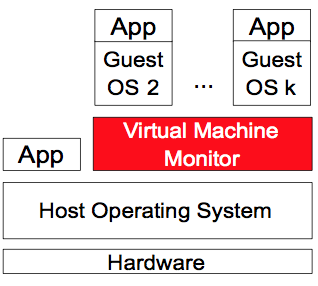 App App
Guest Guest
OS 2 ... OS k
Virtual Machine
Monitor
App
Host Operating System
Hardware